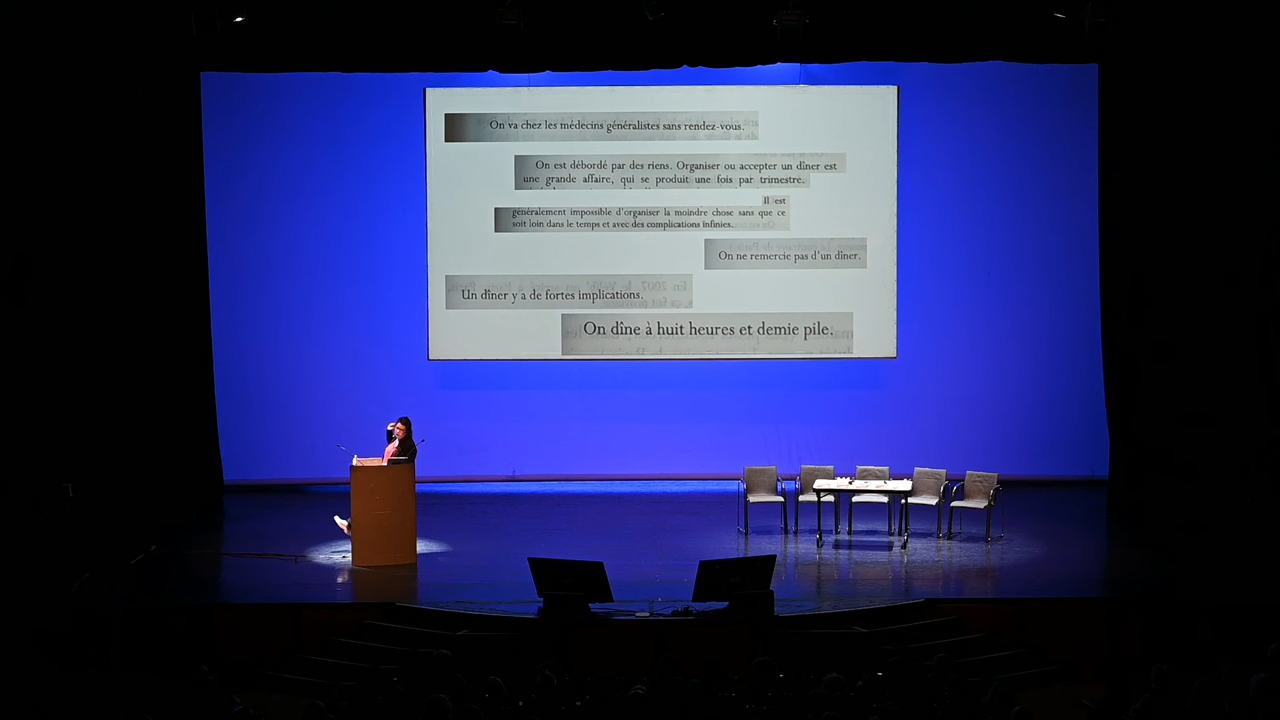 On va chez les médecins généralistes sans rendez-vous.
On est débordé par des riens. Organiser ou accepter un dîner est
une grande affaire, qui se produit une fois par trimestre.
Il est
généralement impossible d'organiser la moindre chose sans que ce
soit loin dans le temps et avec des complications infinies.
On ne remercie pas d'un dîner.
Un dîner y a de fortes implications.
On dîne à huit heures et demie pile.